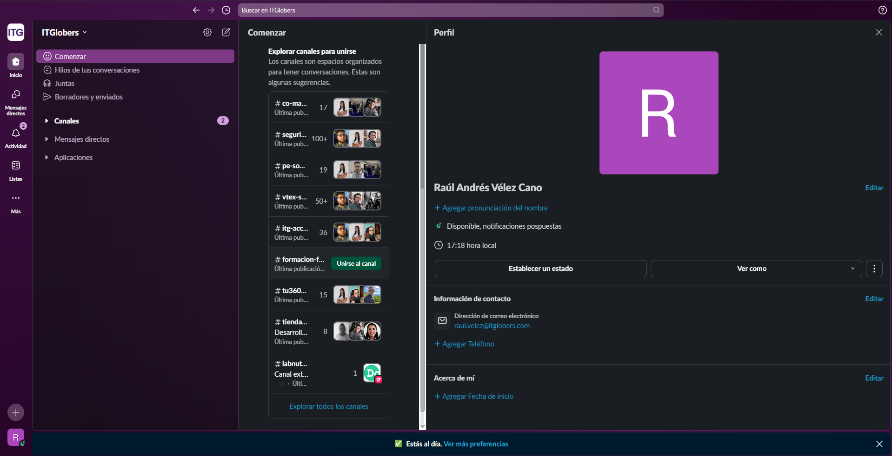 Buscar en ITGlobers
ITG
Inicio
Mensajes
directos
2
Actividad
Listas
Más
R
ITGlobers
Comenzar
Hilos de tus conversaciones
Juntas
Borradores y enviados
Canales
2
Mensajes directos
Aplicaciones
Comenzar
Explorar canales para unirse
Los canales son espacios organizados
para tener conversaciones. Estas son
algunas sugerencias.
# co-ma... 17
Última pub...
# seguri... 100+
Última pub...
# pe-so... 19
Última pub...
# vtex-s... 50+
Última pub...
# itg-acc... 36
Última pub...
# formacion-f... Unirse al canal
Última publicació...
# tu360... 15
Última pub...
# tienda... 8
Desarroll...
Última pub...
# labnut... 1
Canal ext...
··· · Últi...
Explorar todos los canales
Perfil
R
Raúl Andrés Vélez Cano
Editar
+ Agregar pronunciación del nombre
Disponible, notificaciones pospuestas
17:18 hora local
Establecer un estado
Ver como
Información de contacto
Editar
Dirección de correo electrónico
raul.velez@itglobers.com
+ Agregar Teléfono
Acerca de mí
Editar
+ Agregar Fecha de inicio
Estás al día. Ver más preferencias